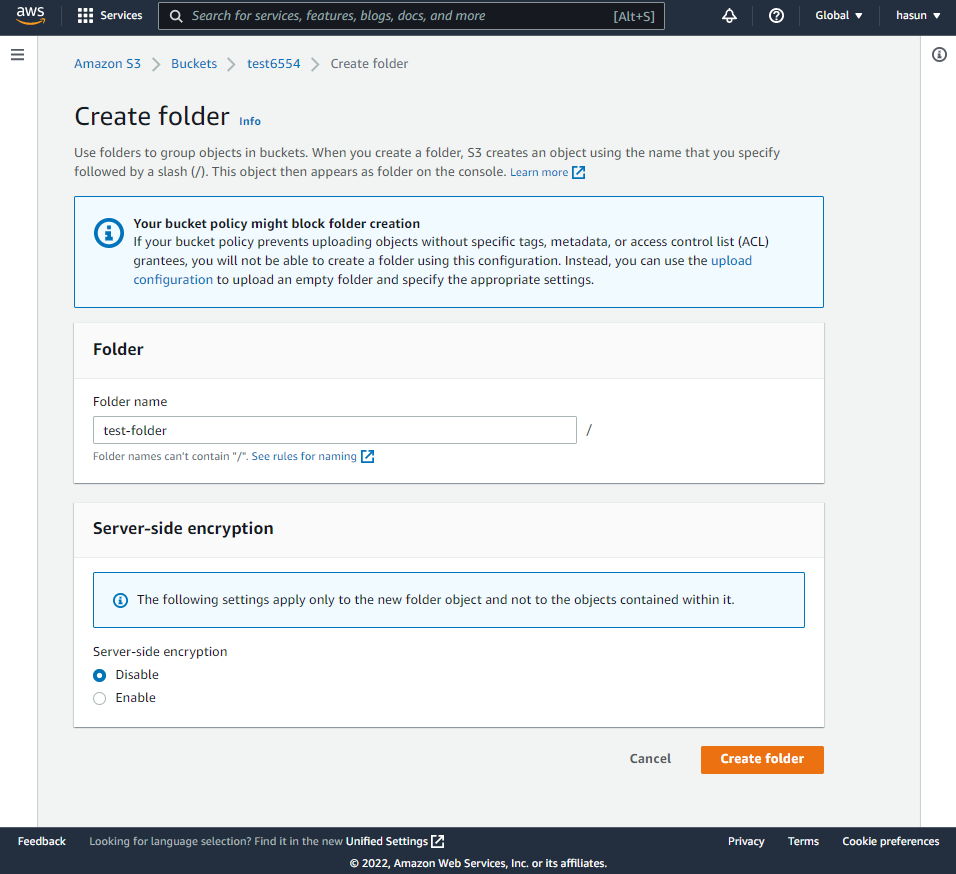 aws
Services
Search for services, features, blogs, docs, and more [Alt+S]
Global ▼
hasun ▼
Amazon S3 > Buckets > test6554 > Create folder
Create folder Info
Use folders to group objects in buckets. When you create a folder, S3 creates an object using the name that you specify
followed by a slash (/). This object then appears as folder on the console. Learn more
Your bucket policy might block folder creation
If your bucket policy prevents uploading objects without specific tags, metadata, or access control list (ACL)
grantees, you will not be able to create a folder using this configuration. Instead, you can use the upload
configuration to upload an empty folder and specify the appropriate settings.
Folder
Folder name
test-folder /
Folder names can't contain "/". See rules for naming
Server-side encryption
The following settings apply only to the new folder object and not to the objects contained within it.
Server-side encryption
Disable
Enable
Cancel
Create folder
Feedback
Looking for language selection? Find it in the new Unified Settings
Privacy
Terms
Cookie preferences
© 2022, Amazon Web Services, Inc. or its affiliates.